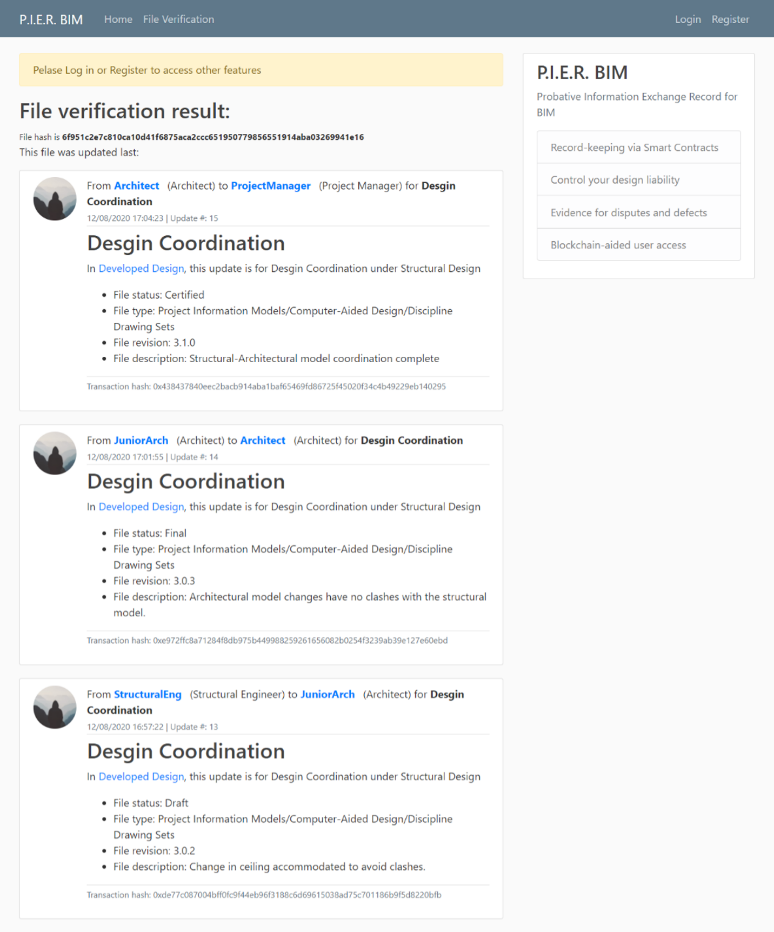 P.I.E.R. BIM Home File Verification Login Register
Pelase Log in or Register to access other features
File verification result:
File hash is 6f951c2e7c810ca10d41f6875aca2ccc651950779856551914aba03269941e16
This file was updated last:
From Architect (Architect) to ProjectManager (Project Manager) for Desgin
Coordination
12/08/2020 17:04:23 | Update #: 15
Desgin Coordination
In Developed Design, this update is for Desgin Coordination under Structural Design
File status: Certified
File type: Project Information Models/Computer-Aided Design/Discipline
Drawing Sets
File revision: 3.1.0
File description: Structural-Architectural model coordination complete
Transaction hash: 0x438437840eec2bacb914aba1baf65469fd86725f45020f34c4b49229eb140295
From JuniorArch (Architect) to Architect (Architect) for Desgin Coordination
12/08/2020 17:01:55 | Update #: 14
Desgin Coordination
In Developed Design, this update is for Desgin Coordination under Structural Design
File status: Final
File type: Project Information Models/Computer-Aided Design/Discipline
Drawing Sets
File revision: 3.0.3
File description: Architectural model changes have no clashes with the structural
model.
Transaction hash: 0xe972ffc8a71284f8db975b449988259261656082b0254f3239ab39e127e60ebd
From StructuralEng (Structural Engineer) to JuniorArch (Architect) for Desgin
Coordination
12/08/2020 16:57:22 | Update #: 13
Desgin Coordination
In Developed Design, this update is for Desgin Coordination under Structural Design
File status: Draft
File type: Project Information Models/Computer-Aided Design/Discipline
Drawing Sets
File revision: 3.0.2
File description: Change in ceiling accommodated to avoid clashes.
Transaction hash: 0xde77c087004bff0fc9f44eb96f3188c6d69615038ad75c701186b9f5d8220bfb
P.I.E.R. BIM
Probative Information Exchange Record for
BIM
Record-keeping via Smart Contracts
Control your design liability
Evidence for disputes and defects
Blockchain-aided user access